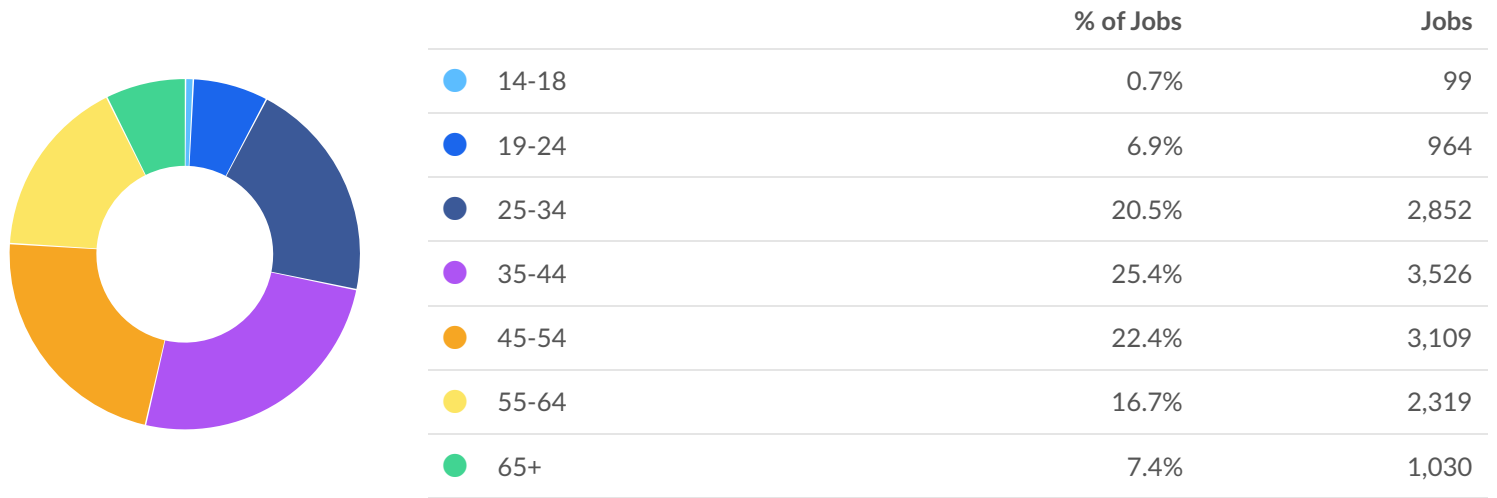 % of Jobs Jobs
14-18 0.7% 99
19-24 6.9% 964
25-34 20.5% 2,852
35-44 25.4% 3,526
45-54 22.4% 3,109
55-64 16.7% 2,319
65+ 7.4% 1,030